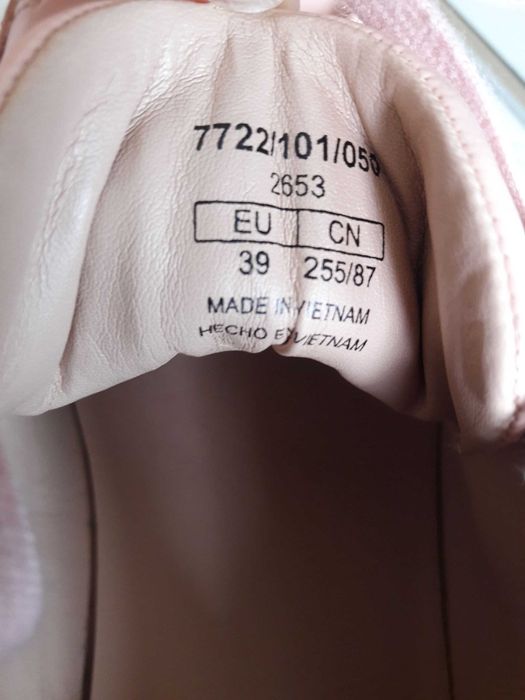 7722/101/050
2653
EU CN
39 255/87
MADE IN VIETNAM
HECHO EN VIETNAM